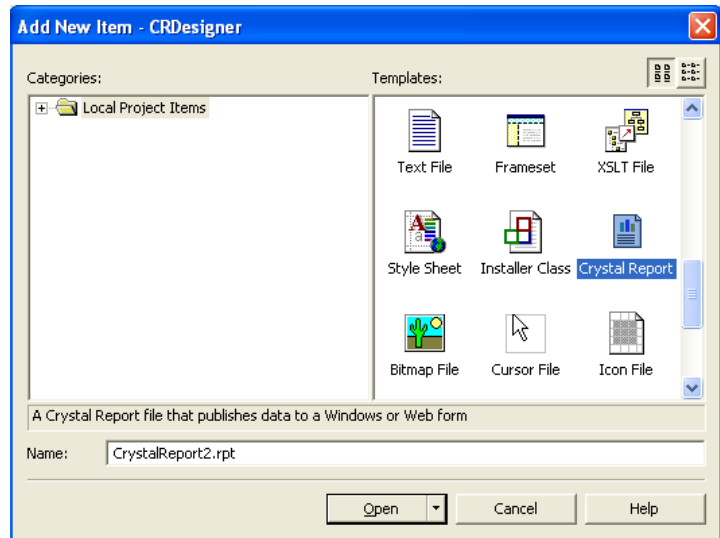 Add New Item - CRDesigner
Categories:
Templates:
Local Project Items
Text File
Frameset
XSLT File
Style Sheet
Installer Class
Crystal Report
Bitmap File
Cursor File
Icon File
A Crystal Report file that publishes data to a Windows or Web form
Name:
CrystalReport2.rpt
Open
Cancel
Help